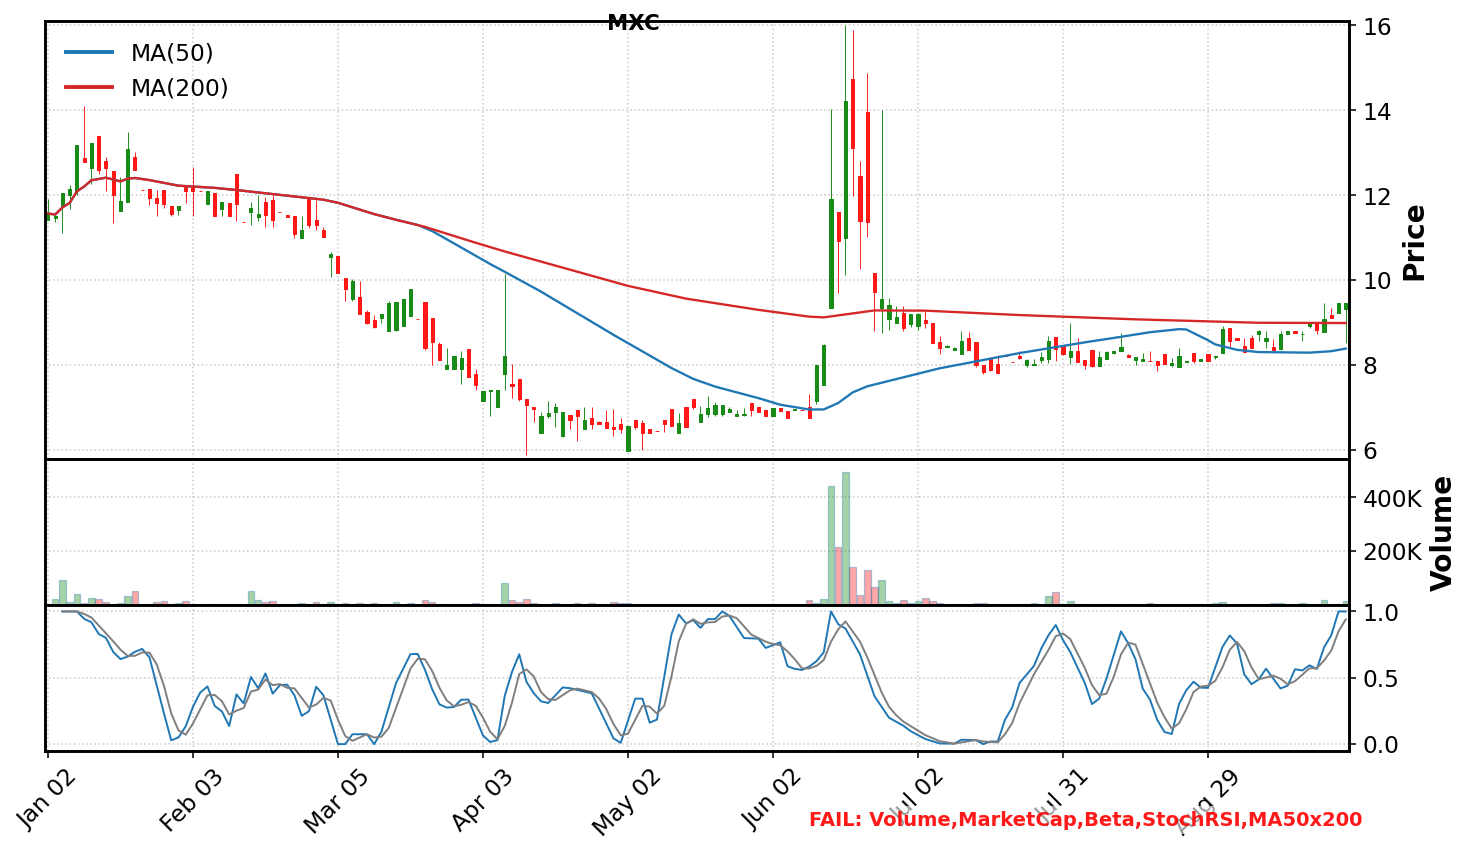 MXC
MA(50)
MA(200)
16
14
12
10
8
6
Price
400K
200K
Volume
1.0
0.5
0.0
Jan 02
Feb 03
Mar 05
Apr 03
May 02
Jun 02
Jul 02
Jul 31
Aug 29
FAIL: Volume,MarketCap,Beta,StochRSI,MA50x200